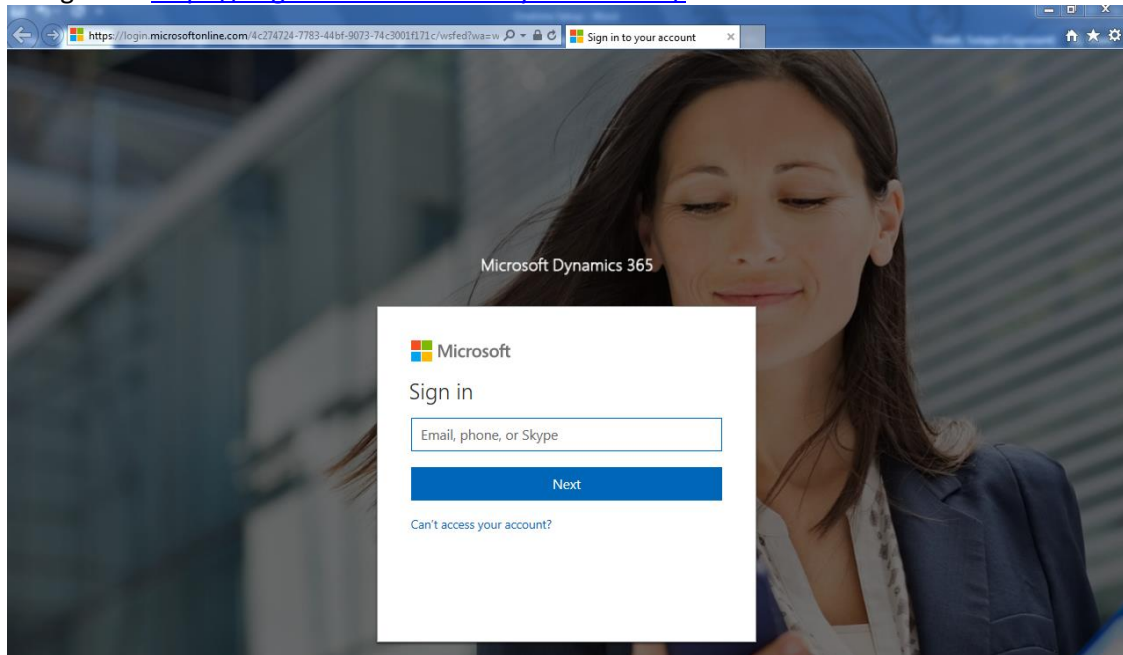 https://login.microsoftonline.com/4c274724-7783-44bf-9073-74c3001f171c/wsfed?wa=w
Sign in to your account
Microsoft Dynamics 365
Microsoft
Sign in
Email, phone, or Skype
Next
Can't access your account?